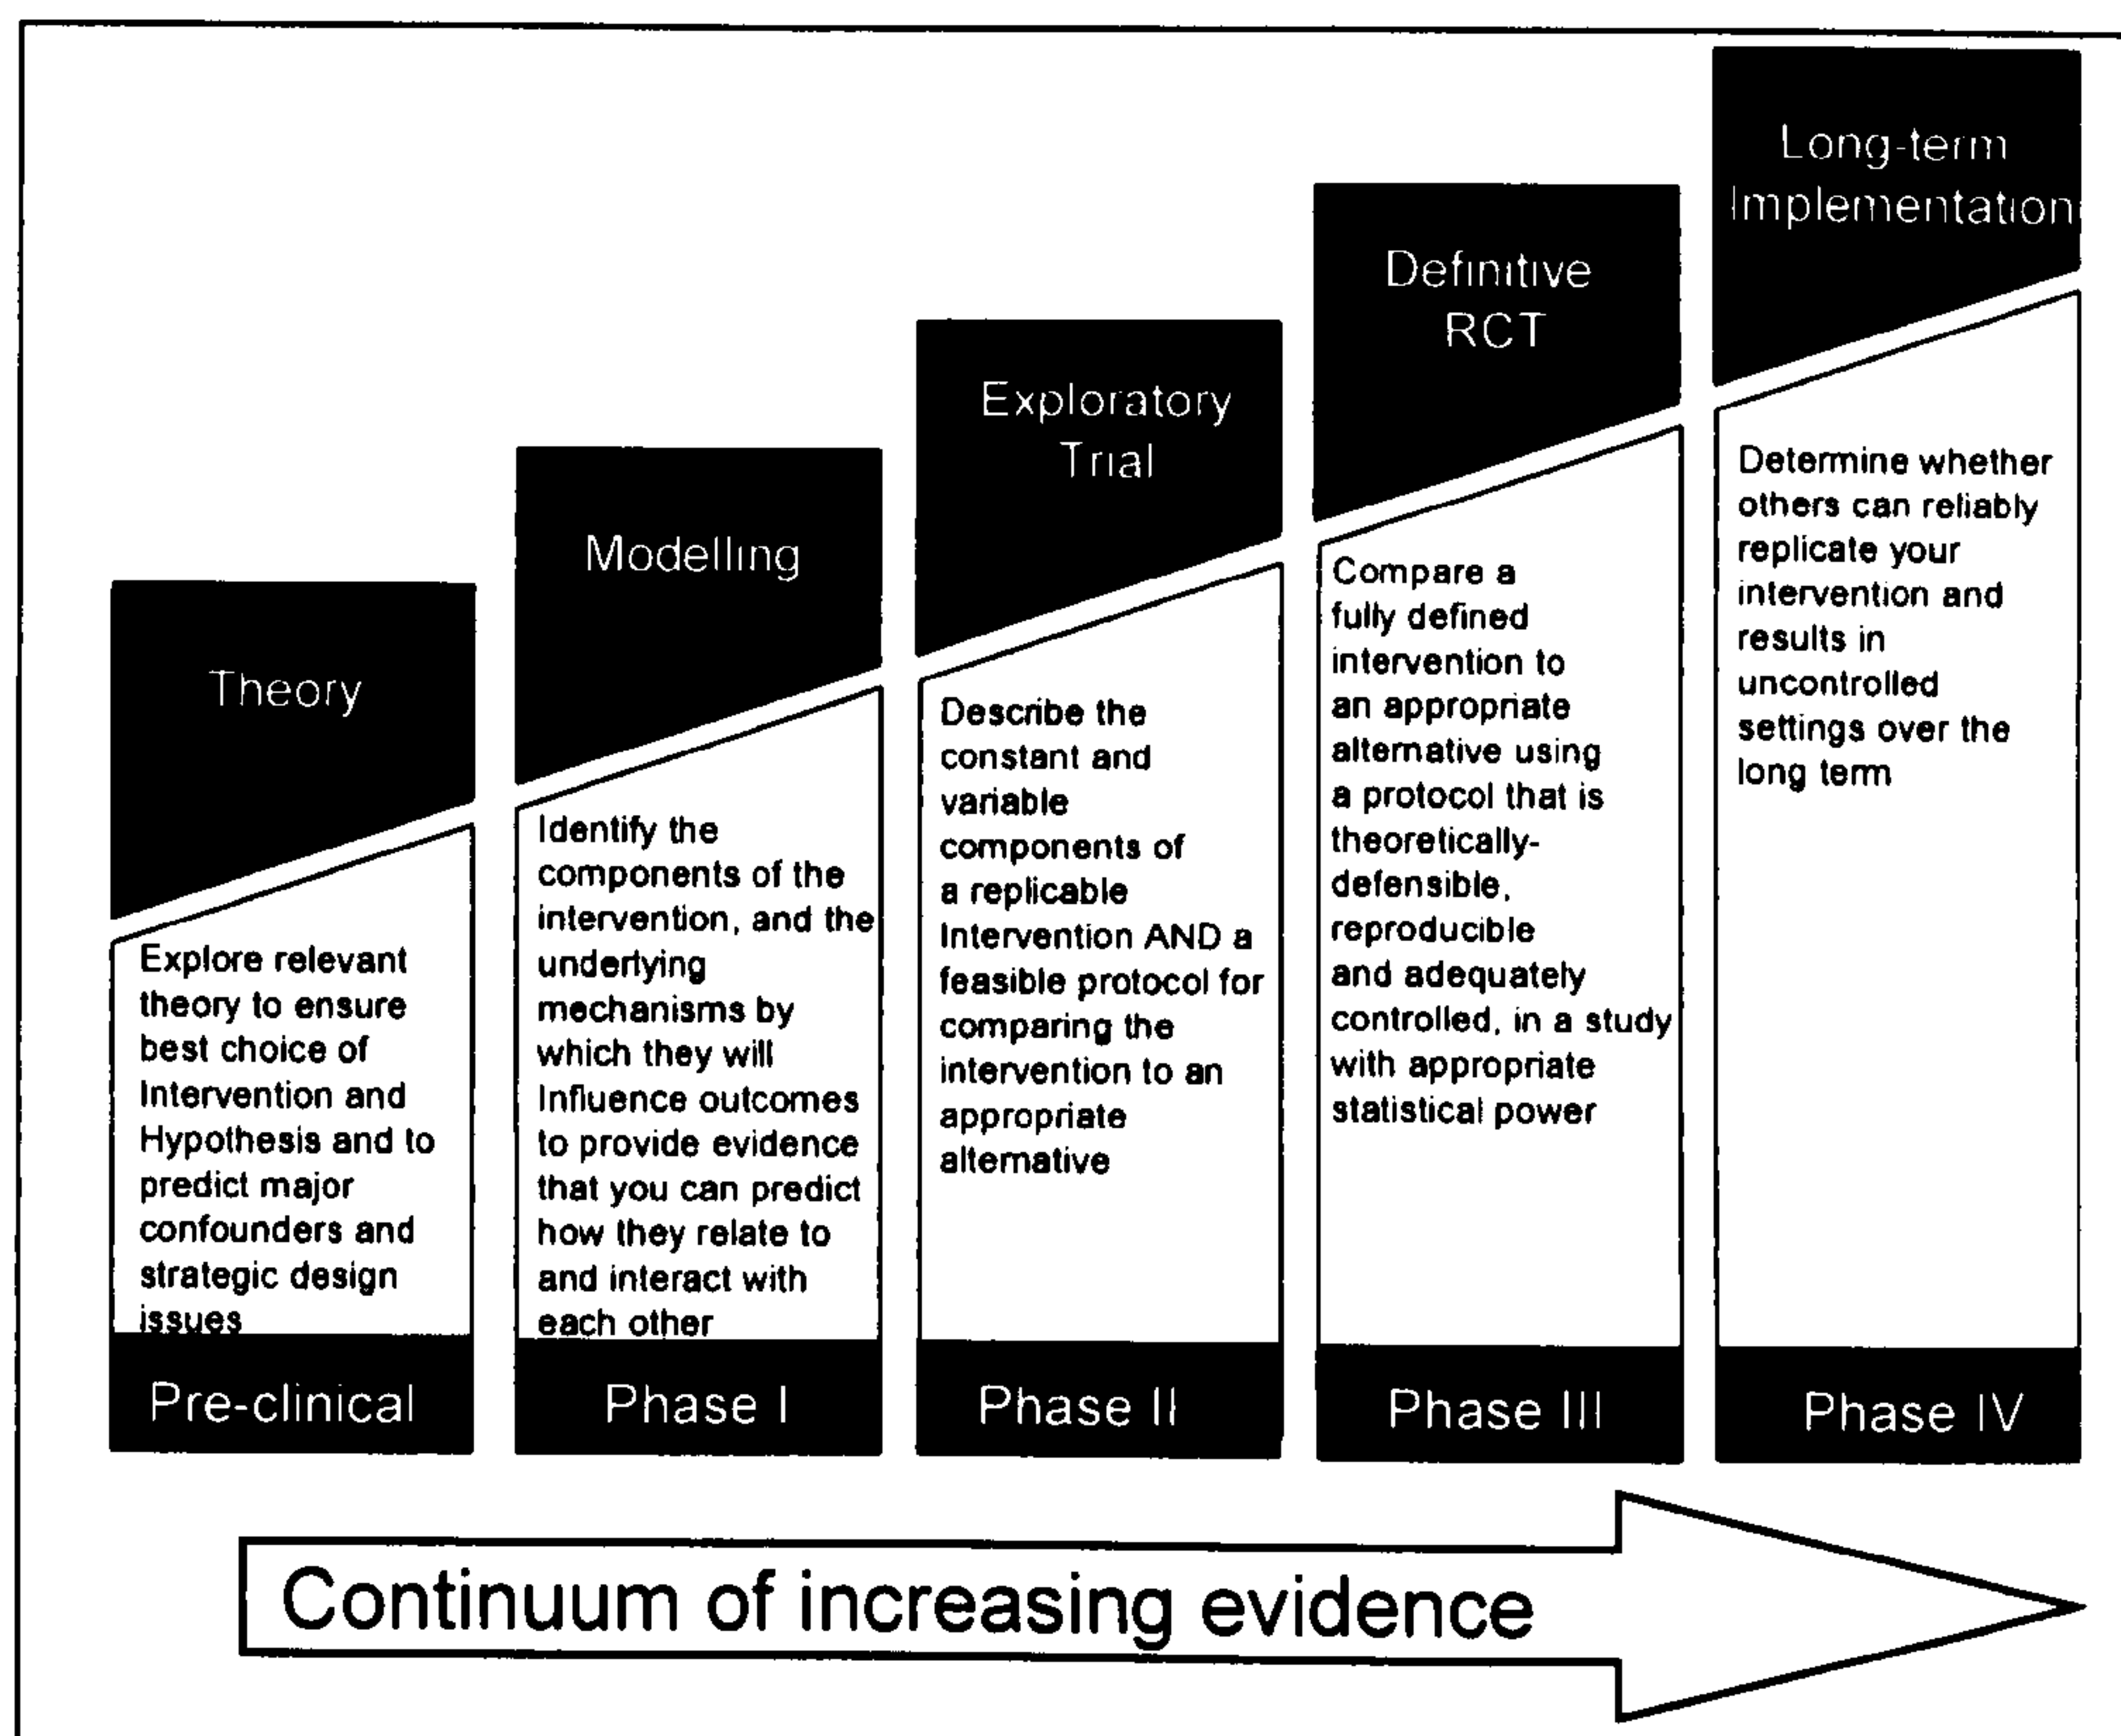 Theory
Explore relevant
theory to ensure
best choice of
Intervention and
Hypothesis and to
predict major
confounders and
strategic design
issues
Pre-clinical
Modelling
Identify the
components of the
intervention, and the
underlying
mechanisms by
which they will
Influence outcomes
to provide evidence
that you can predict
how they relate to
and interact with
each other
Phase I
Exploratory
Trial
Describe the
constant and
variable
components of
a replicable
Intervention AND a
feasible protocol for
comparing the
intervention to an
appropriate
alternative
Phase II
Definitive
RCT
Compare a
fully defined
intervention to
an appropriate
alternative using
a protocol that is
theoretically-
defensible,
reproducible
and adequately
controlled, in a study
with appropriate
statistical power
Phase III
Long-term
Implementation
Determine whether
others can reliably
replicate your
intervention and
results in
uncontrolled
settings over the
long term
Phase IV
Continuum of increasing evidence